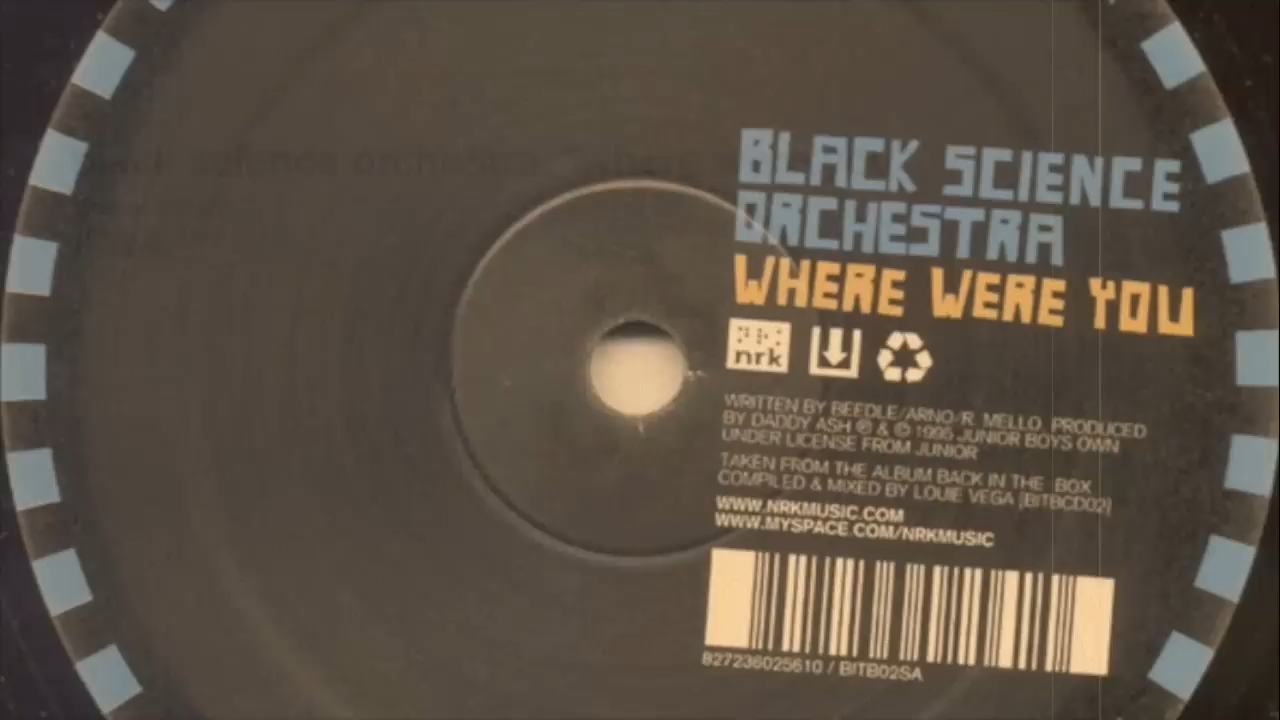 BLACK SCIENCE
ORCHESTRA
WHERE WERE YOU
nrk
WRITTEN BY BEEDLE/ARNO/R. MELLO. PRODUCED
BY DADDY ASH ℗ & © 1995 JUNIOR BOYS OWN
UNDER LICENSE FROM JUNIOR
TAKEN FROM THE ALBUM BACK IN THE BOX
COMPILED & MIXED BY LOUIE VEGA [BITBCD02]
WWW.NRKMUSIC.COM
WWW.MYSPACE.COM/NRKMUSIC
827236025610 / BITB02SA